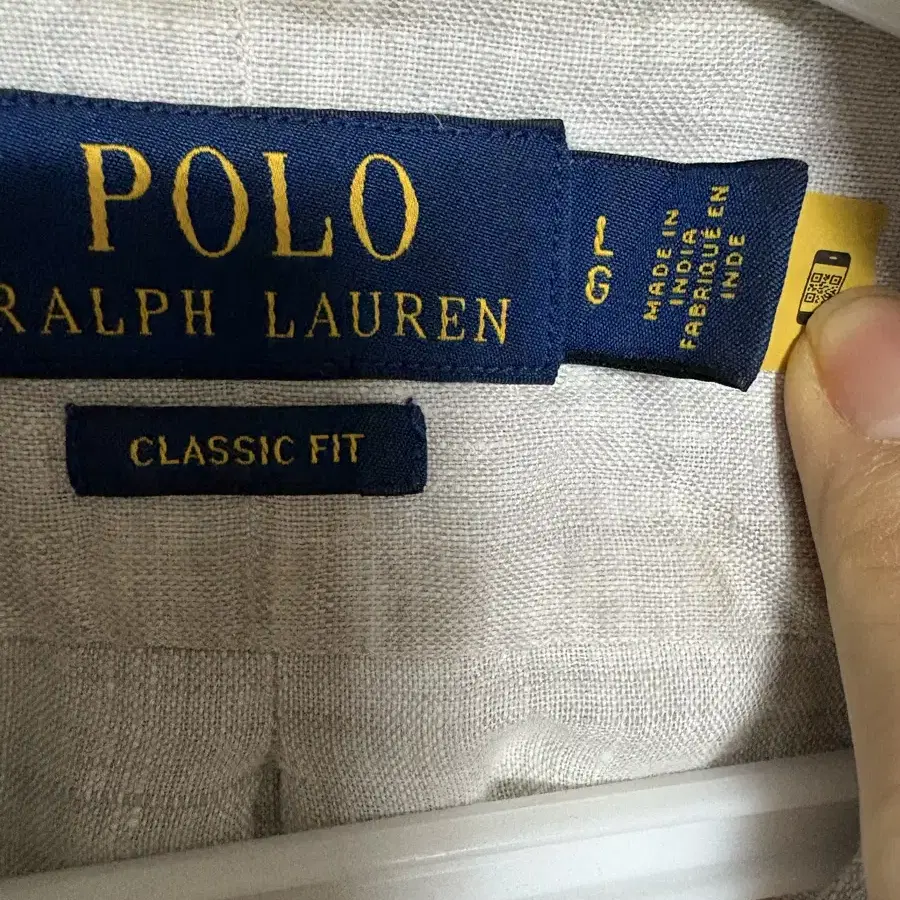 POLO
RALPH LAUREN
L
G
MADE IN
INDIA
FABRIQUÉ EN
INDE
CLASSIC FIT